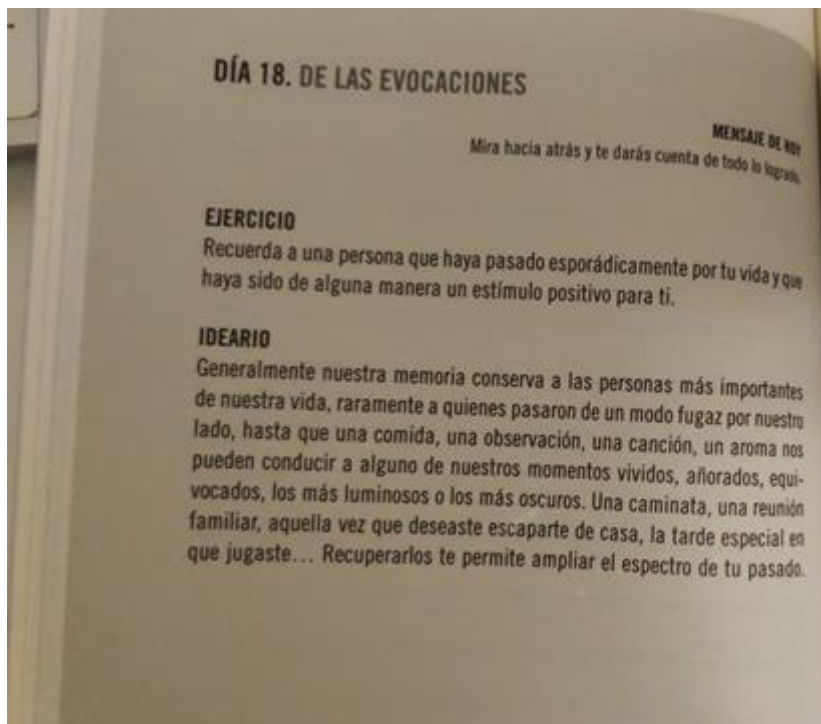 DÍA 18. DE LAS EVOCACIONES
MENSAJE DE HOY
Mira hacia atrás y te darás cuenta de todo lo logrado.
EJERCICIO
Recuerda a una persona que haya pasado esporádicamente por tu vida y que
haya sido de alguna manera un estímulo positivo para ti.
IDEARIO
Generalmente nuestra memoria conserva a las personas más importantes
de nuestra vida, raramente a quienes pasaron de un modo fugaz por nuestro
lado, hasta que una comida, una observación, una canción, un aroma nos
pueden conducir a alguno de nuestros momentos vividos, añorados, equi-
vocados, los más luminosos o los más oscuros. Una caminata, una reunión
familiar, aquella vez que deseaste escaparte de casa, la tarde especial en
que jugaste... Recuperarlos te permite ampliar el espectro de tu pasado.